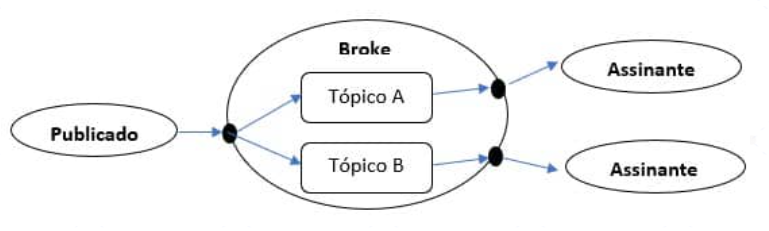 Broke
Tópico A
Assinante
Publicado
Tópico B
Assinante